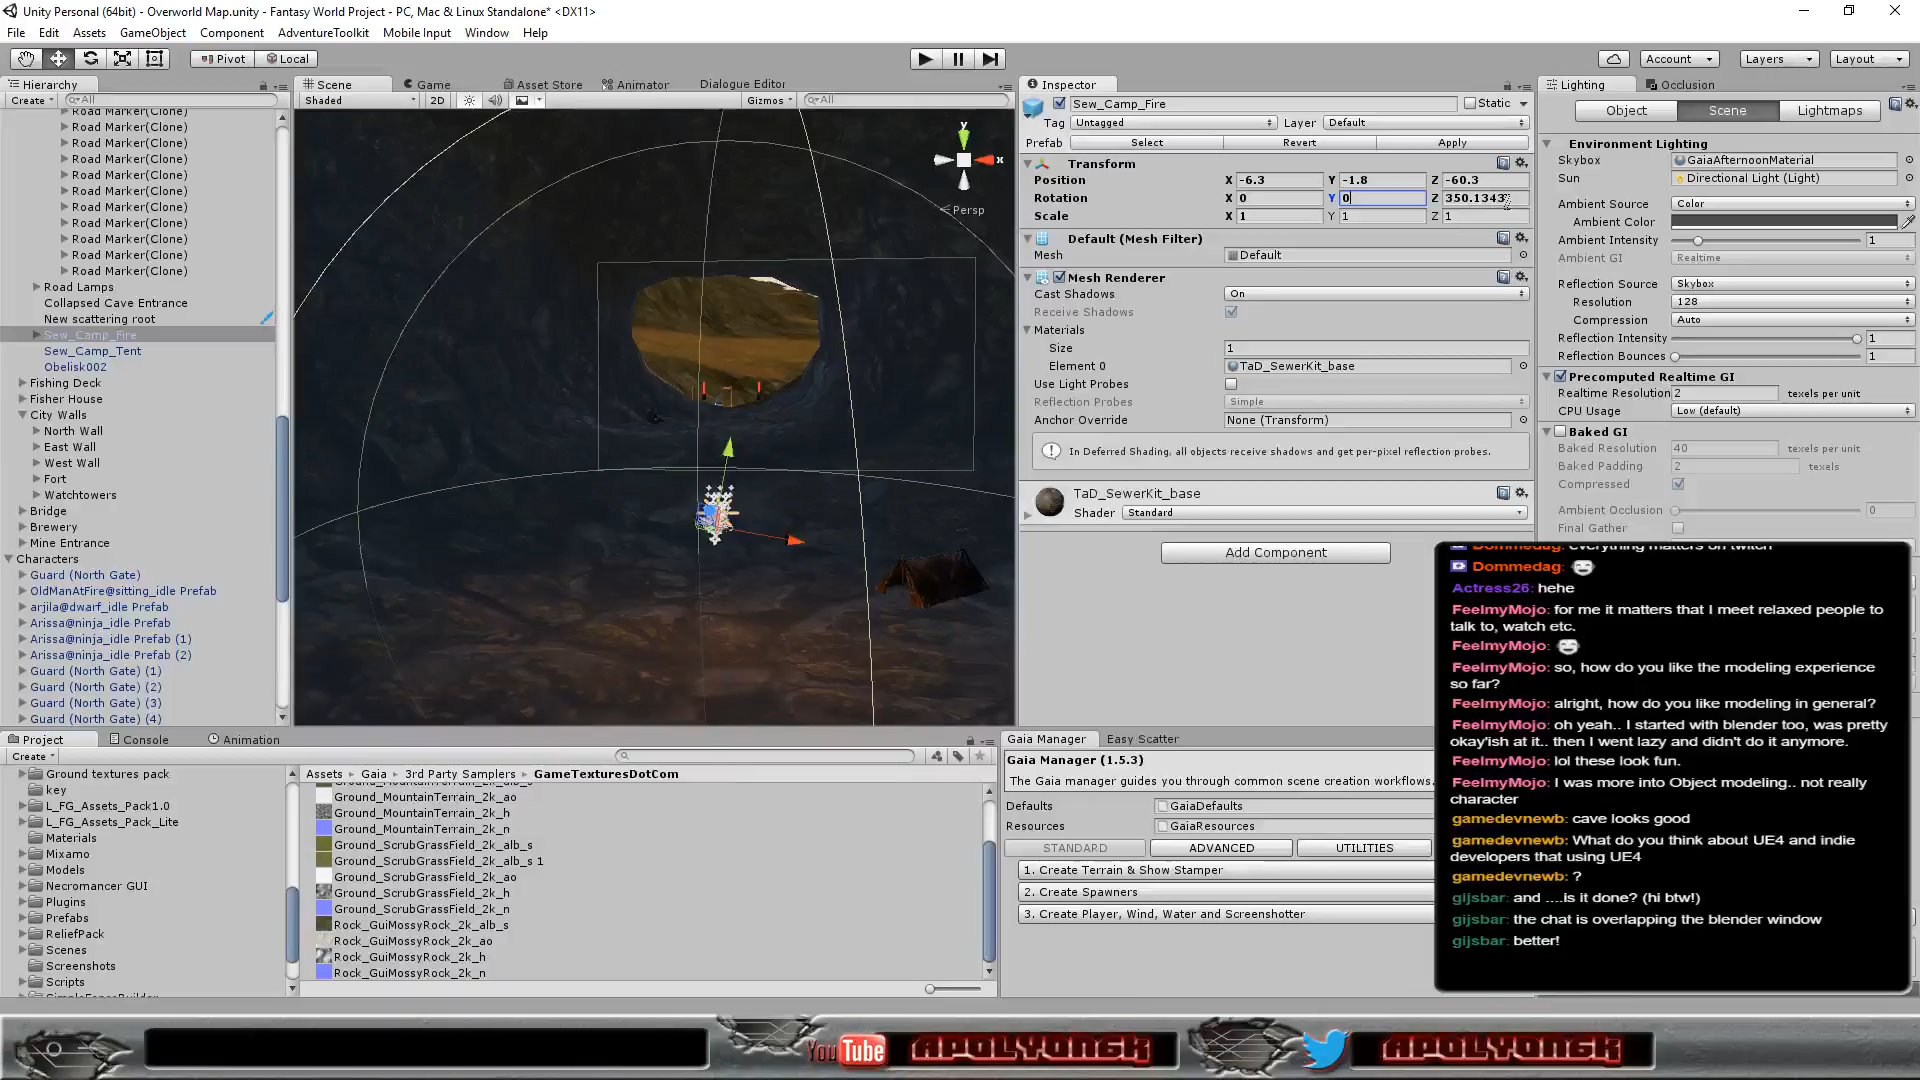 Unity Personal (64bit) - Overworld Map.unity - Fantasy World Project - PC, Mac & Linux Standalone* <DX11>
File Edit Assets GameObject Component AdventureToolkit Mobile Input Window Help
Pivot Local Account Layers Layout
Hierarchy
Create All
Road Marker(Clone)
Road Marker(Clone)
Road Marker(Clone)
Road Marker(Clone)
Road Marker(Clone)
Road Marker(Clone)
Road Marker(Clone)
Road Marker(Clone)
Road Marker(Clone)
Road Marker(Clone)
Road Marker(Clone)
Road Lamps
Collapsed Cave Entrance
New scattering root
Sew_Camp_Fire
Sew_Camp_Tent
Obelisk002
Fishing Deck
Fisher House
City Walls
North Wall
East Wall
West Wall
Fort
Watchtowers
Bridge
Brewery
Mine Entrance
Characters
Guard (North Gate)
OldManAtFire@sitting_idle Prefab
arjila@dwarf_idle Prefab
Arissa@ninja_idle Prefab
Arissa@ninja_idle Prefab (1)
Arissa@ninja_idle Prefab (2)
Guard (North Gate) (1)
Guard (North Gate) (2)
Guard (North Gate) (3)
Guard (North Gate) (4)
Scene Game Asset Store Animator Dialogue Editor
Shaded 2D Gizmos All
y
x
Persp
Inspector
Sew_Camp_Fire Static
Tag Untagged Layer Default
Prefab Select Revert Apply
Transform
Position X -6.3 Y -1.8 Z -60.3
Rotation X 0 Y 0 Z 350.1343
Scale X 1 Y 1 Z 1
Default (Mesh Filter)
Mesh Default
Mesh Renderer
Cast Shadows On
Receive Shadows
Materials
Size 1
Element 0 TaD_SewerKit_base
Use Light Probes
Reflection Probes Simple
Anchor Override None (Transform)
In Deferred Shading, all objects receive shadows and get per-pixel reflection probes.
TaD_SewerKit_base
Shader Standard
Add Component
Lighting Occlusion
Object Scene Lightmaps
Environment Lighting
Skybox GaiaAfternoonMaterial
Sun Directional Light (Light)
Ambient Source Color
Ambient Color
Ambient Intensity 1
Ambient GI Realtime
Reflection Source Skybox
Resolution 128
Compression Auto
Reflection Intensity 1
Reflection Bounces 1
Precomputed Realtime GI
Realtime Resolution 2 texels per unit
CPU Usage Low (default)
Baked GI
Baked Resolution 40 texels per unit
Baked Padding 2 texels
Compressed
Ambient Occlusion 0
Final Gather
Dommedag: everything matters on twitch
Dommedag:
Actress26: hehe
FeelmyMojo: for me it matters that I meet relaxed people to
talk to, watch etc.
FeelmyMojo:
FeelmyMojo: so, how do you like the modeling experience
so far?
FeelmyMojo: alright, how do you like modeling in general?
FeelmyMojo: oh yeah.. I started with blender too, was pretty
okay'ish at it.. then I went lazy and didn't do it anymore.
FeelmyMojo: lol these look fun.
FeelmyMojo: I was more into Object modeling.. not really
character
gamedevnewb: cave looks good
gamedevnewb: What do you think about UE4 and indie
developers that using UE4
gamedevnewb: ?
gijsbar: and ....is it done? (hi btw!)
gijsbar: the chat is overlapping the blender window
gijsbar: better!
Project Console Animation
Create
Ground textures pack
key
L_FG_Assets_Pack1.0
L_FG_Assets_Pack_Lite
Materials
Mixamo
Models
Necromancer GUI
Plugins
Prefabs
ReliefPack
Scenes
Screenshots
Scripts
SimpleFenceBuilder
Assets Gaia 3rd Party Samplers GameTexturesDotCom
Ground_MountainTerrain_2k_alb_s
Ground_MountainTerrain_2k_ao
Ground_MountainTerrain_2k_h
Ground_MountainTerrain_2k_n
Ground_ScrubGrassField_2k_alb_s
Ground_ScrubGrassField_2k_alb_s 1
Ground_ScrubGrassField_2k_ao
Ground_ScrubGrassField_2k_h
Ground_ScrubGrassField_2k_n
Rock_GuiMossyRock_2k_alb_s
Rock_GuiMossyRock_2k_ao
Rock_GuiMossyRock_2k_h
Rock_GuiMossyRock_2k_n
Gaia Manager Easy Scatter
Gaia Manager (1.5.3)
The Gaia manager guides you through common scene creation workflows.
Defaults GaiaDefaults
Resources GaiaResources
STANDARD ADVANCED UTILITIES
1. Create Terrain & Show Stamper
2. Create Spawners
3. Create Player, Wind, Water and Screenshotter
YouTube APOLYONGK APOLYONGK